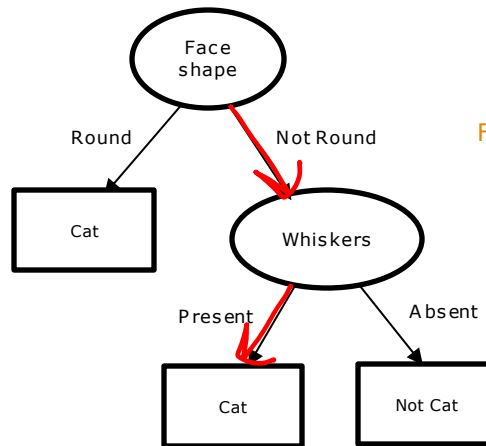 Face
shape
Round
Not Round
F
Cat
Whiskers
Present
Absent
Cat
Not Cat